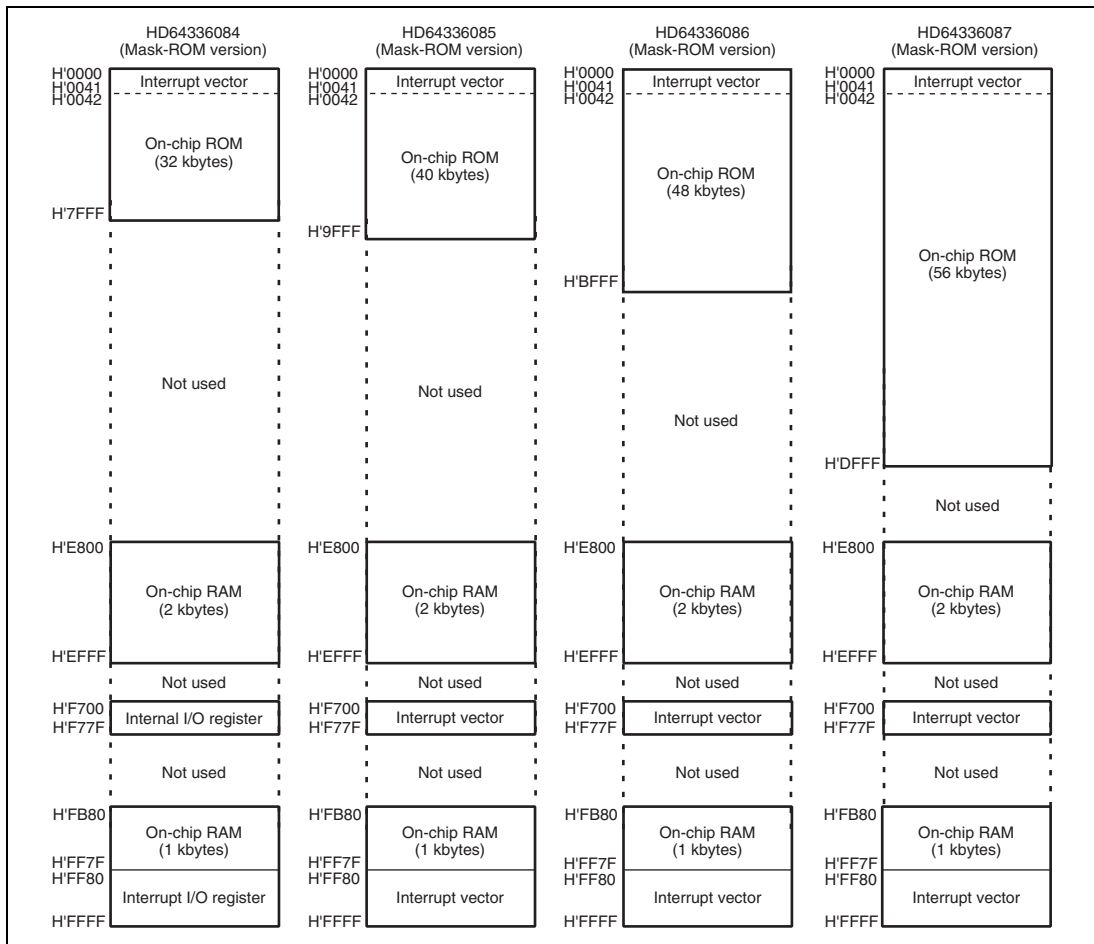 HD64336084
(Mask-ROM version)
H'0000
H'0041
H'0042
Interrupt vector
On-chip ROM
(32 kbytes)
H'7FFF
Not used
H'E800
On-chip RAM
(2 kbytes)
H'EFFF
Not used
H'F700
Internal I/O register
H'F77F
Not used
H'FB80
On-chip RAM
(1 kbytes)
H'FF7F
H'FF80
Interrupt I/O register
H'FFFF
HD64336085
(Mask-ROM version)
H'0000
H'0041
H'0042
Interrupt vector
On-chip ROM
(40 kbytes)
H'9FFF
Not used
H'E800
On-chip RAM
(2 kbytes)
H'EFFF
Not used
H'F700
Interrupt vector
H'F77F
Not used
H'FB80
On-chip RAM
(1 kbytes)
H'FF7F
H'FF80
Interrupt vector
H'FFFF
HD64336086
(Mask-ROM version)
H'0000
H'0041
H'0042
Interrupt vector
On-chip ROM
(48 kbytes)
H'BFFF
Not used
H'E800
On-chip RAM
(2 kbytes)
H'EFFF
Not used
H'F700
Interrupt vector
H'F77F
Not used
H'FB80
On-chip RAM
(1 kbytes)
H'FF7F
H'FF80
Interrupt vector
H'FFFF
HD64336087
(Mask-ROM version)
H'0000
H'0041
H'0042
Interrupt vector
On-chip ROM
(56 kbytes)
H'DFFF
Not used
H'E800
On-chip RAM
(2 kbytes)
H'EFFF
Not used
H'F700
Interrupt vector
H'F77F
Not used
H'FB80
On-chip RAM
(1 kbytes)
H'FF7F
H'FF80
Interrupt vector
H'FFFF